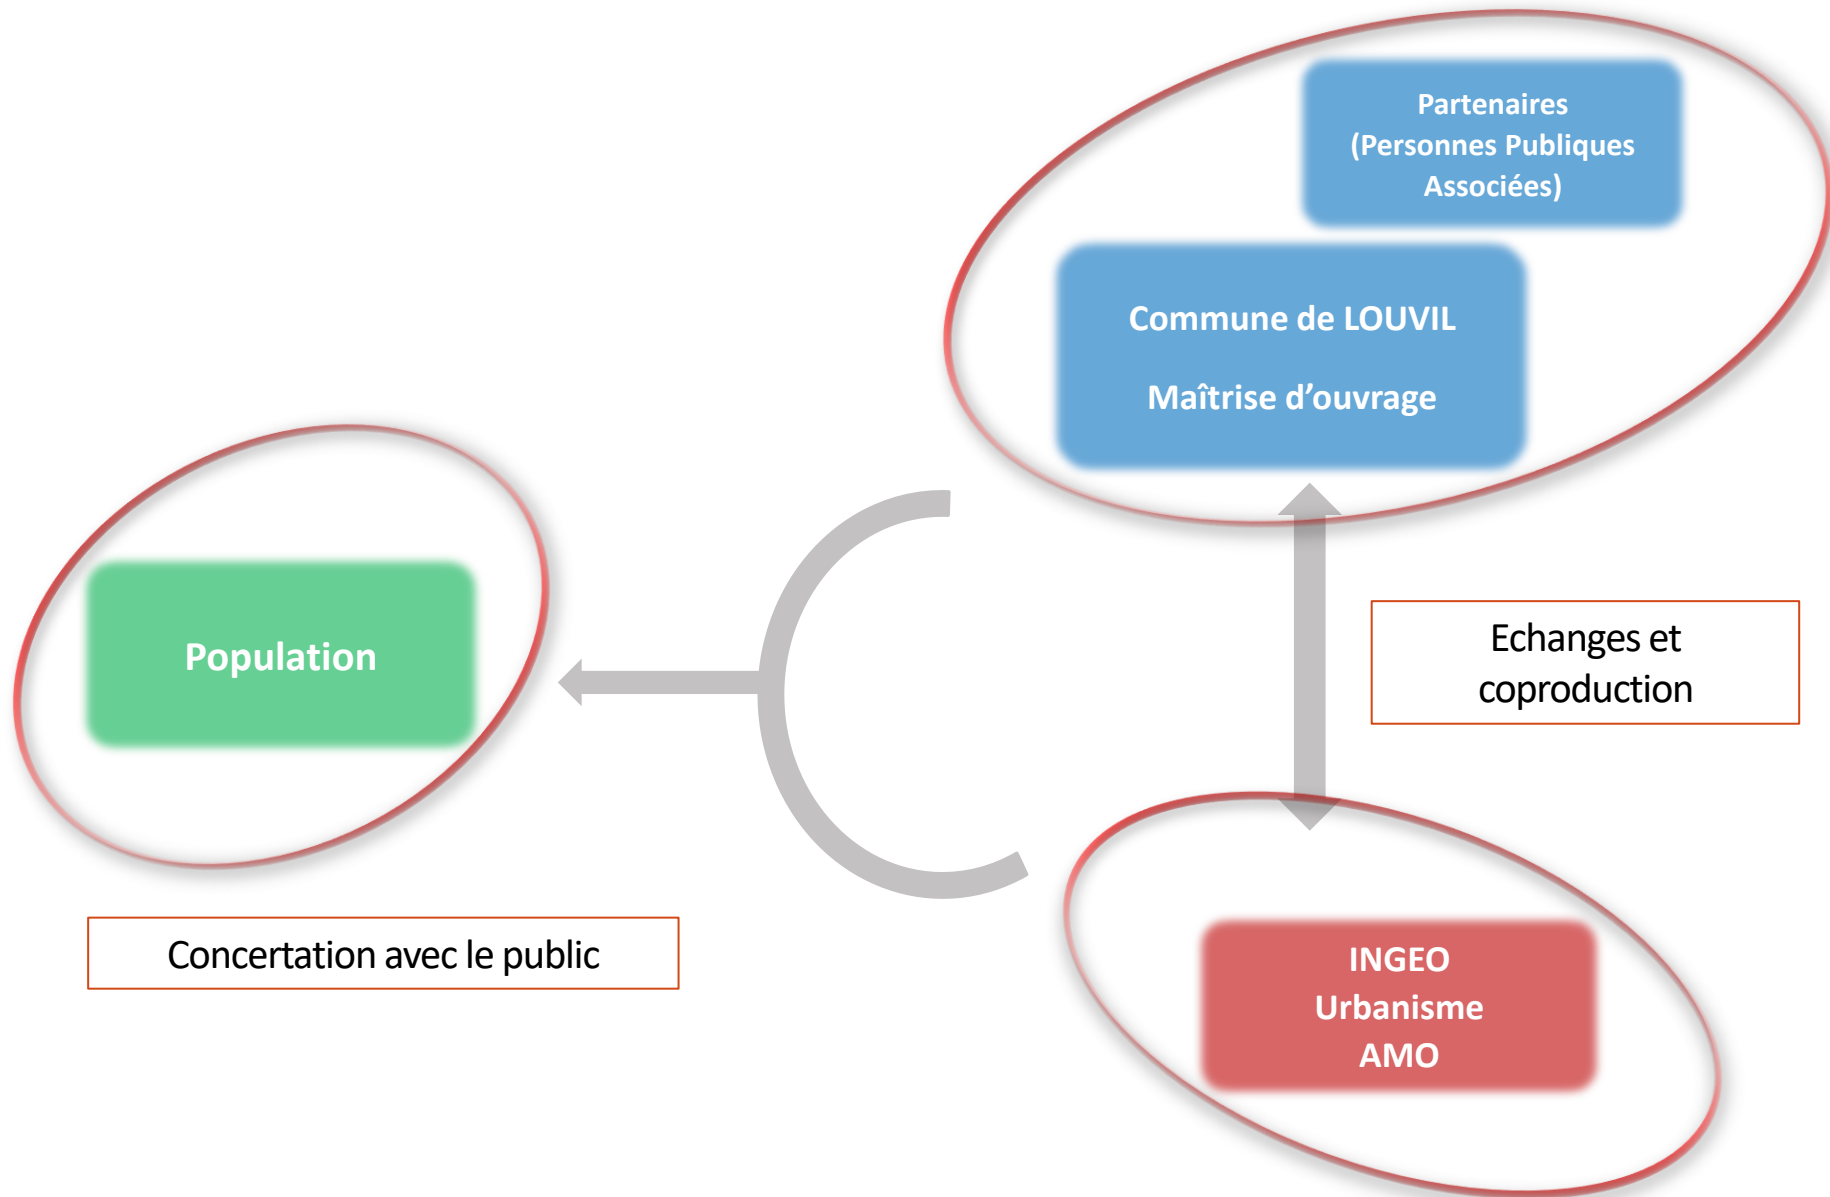 Partenaires
(Personnes Publiques
Associées)
Commune de LOUVIL
Maîtrise d’ouvrage
Population
Echanges et
coproduction
Concertation avec le public
INGEO
Urbanisme
AMO